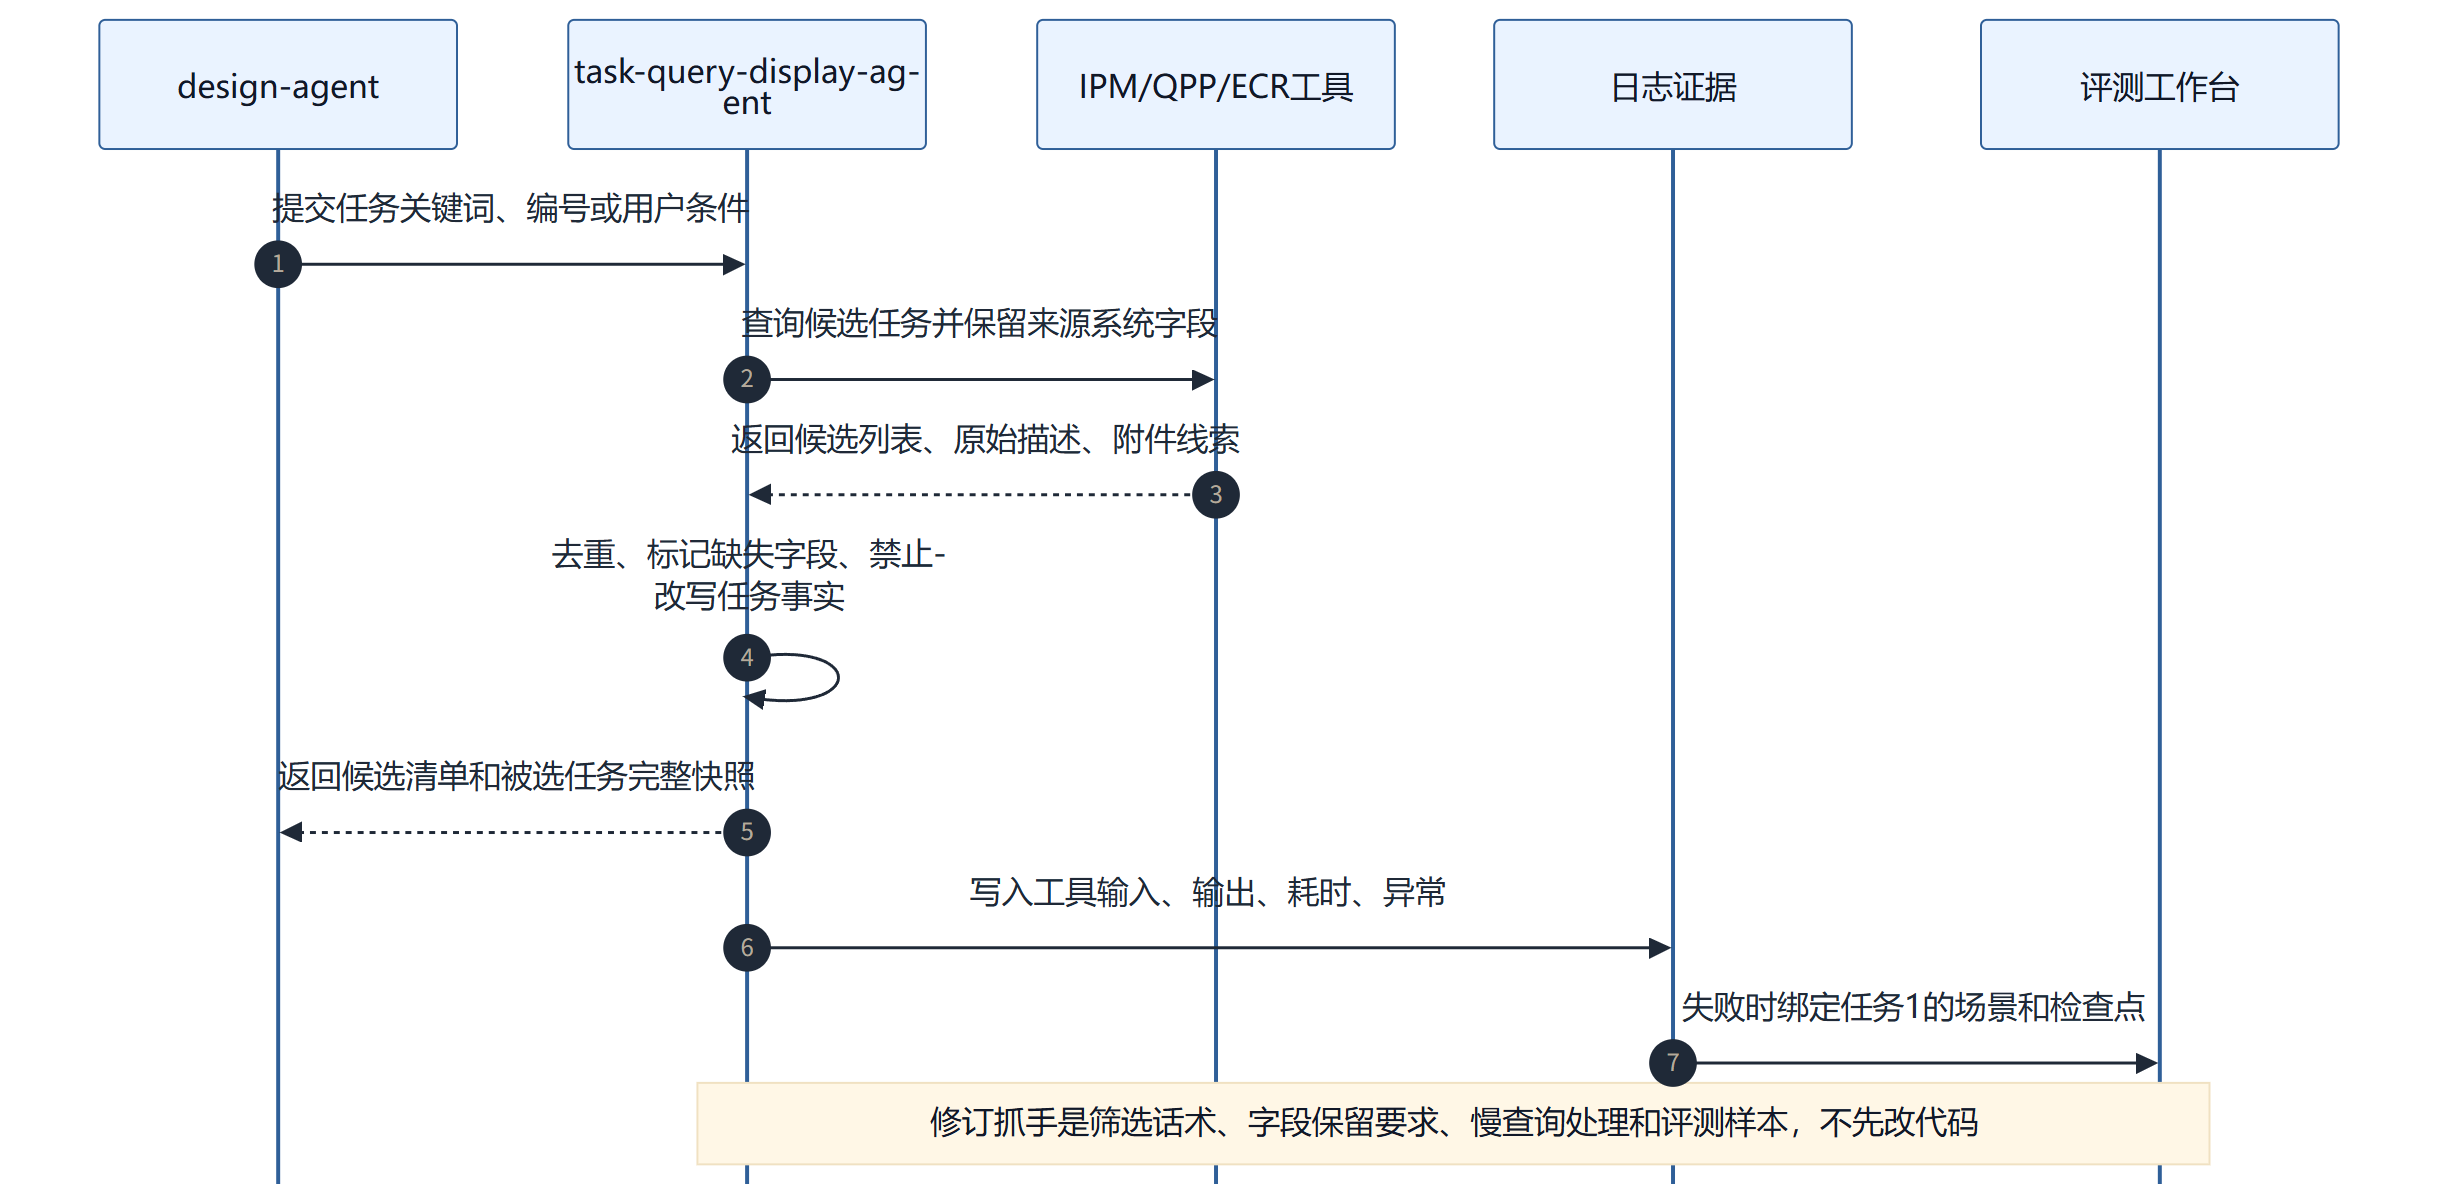 design-agent
task-query-display-ag-
ent
IPM/QPP/ECR工具
日志证据
评测工作台
提交任务关键词、编号或用户条件
1
查询候选任务并保留来源系统字段
2
返回候选列表、原始描述、附件线索
3
去重、标记缺失字段、禁止-
改写任务事实
4
返回候选清单和被选任务完整快照
5
写入工具输入、输出、耗时、异常
6
失败时绑定任务1的场景和检查点
7
修订抓手是筛选话术、字段保留要求、慢查询处理和评测样本，不先改代码